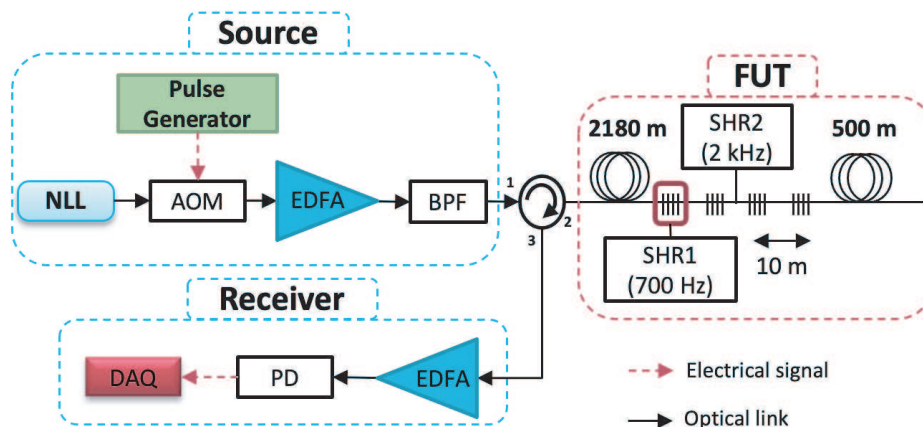 Source
FUT
Pulse
Generator
2180 m
SHR2
(2 kHz)
500 m
NLL
AOM
EDFA
BPF
1
2
3
SHR1
(700 Hz)
10 m
Receiver
DAQ
PD
EDFA
Electrical signal
Optical link